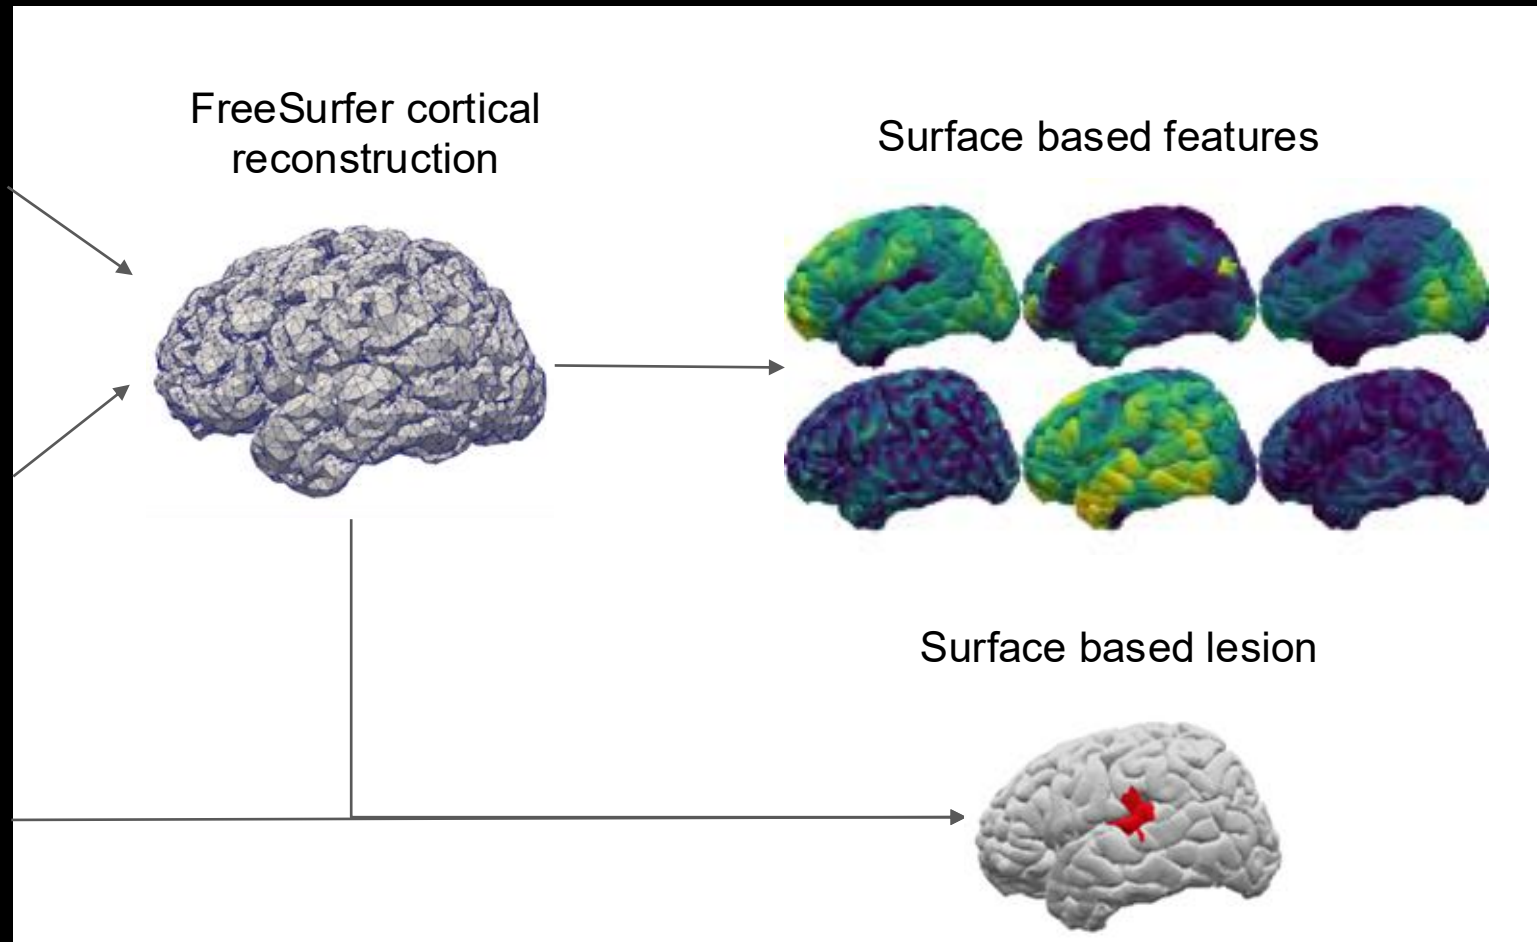 FreeSurfer cortical
reconstruction
Surface based features
Surface based lesion